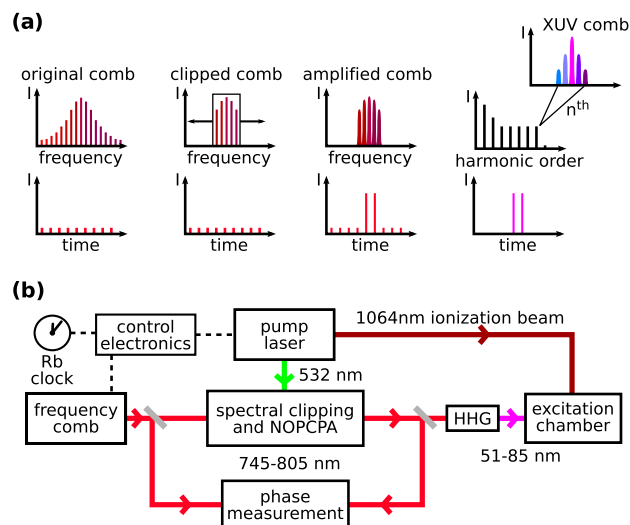 (a)
XUV comb
original comb
clipped comb
amplified comb
I
I
I
I
I
nth
frequency
frequency
frequency
harmonic order
I
I
I
I
time
time
time
time
(b)
1064nm ionization beam
control
electronics
pump
laser
Rb
clock
532 nm
frequency
comb
spectral clipping
and NOPCPA
HHG
excitation
chamber
745-805 nm
51-85 nm
phase
measurement